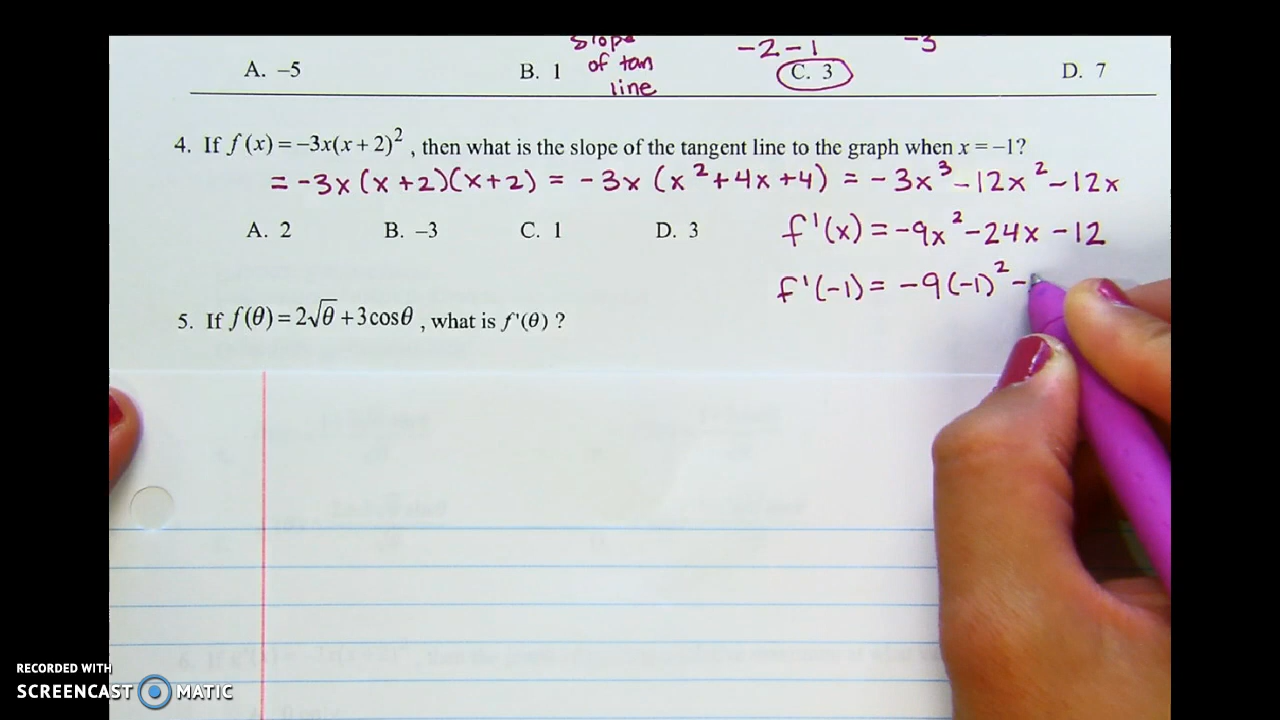 slope
-2-1
-3
A. –5
B. 1
of tan
C. 3
D. 7
line
4. If f(x) = –3x(x + 2)², then what is the slope of the tangent line to the graph when x = –1?
= -3x (x+2)(x+2) = -3x (x²+4x+4) = -3x³-12x²-12x
A. 2
B. –3
C. 1
D. 3
f'(x) = -9x²-24x-12
f'(-1) = -9(-1)²-
5. If f(θ) = 2√θ + 3cosθ, what is f'(θ) ?
RECORDED WITH
SCREENCAST MATIC